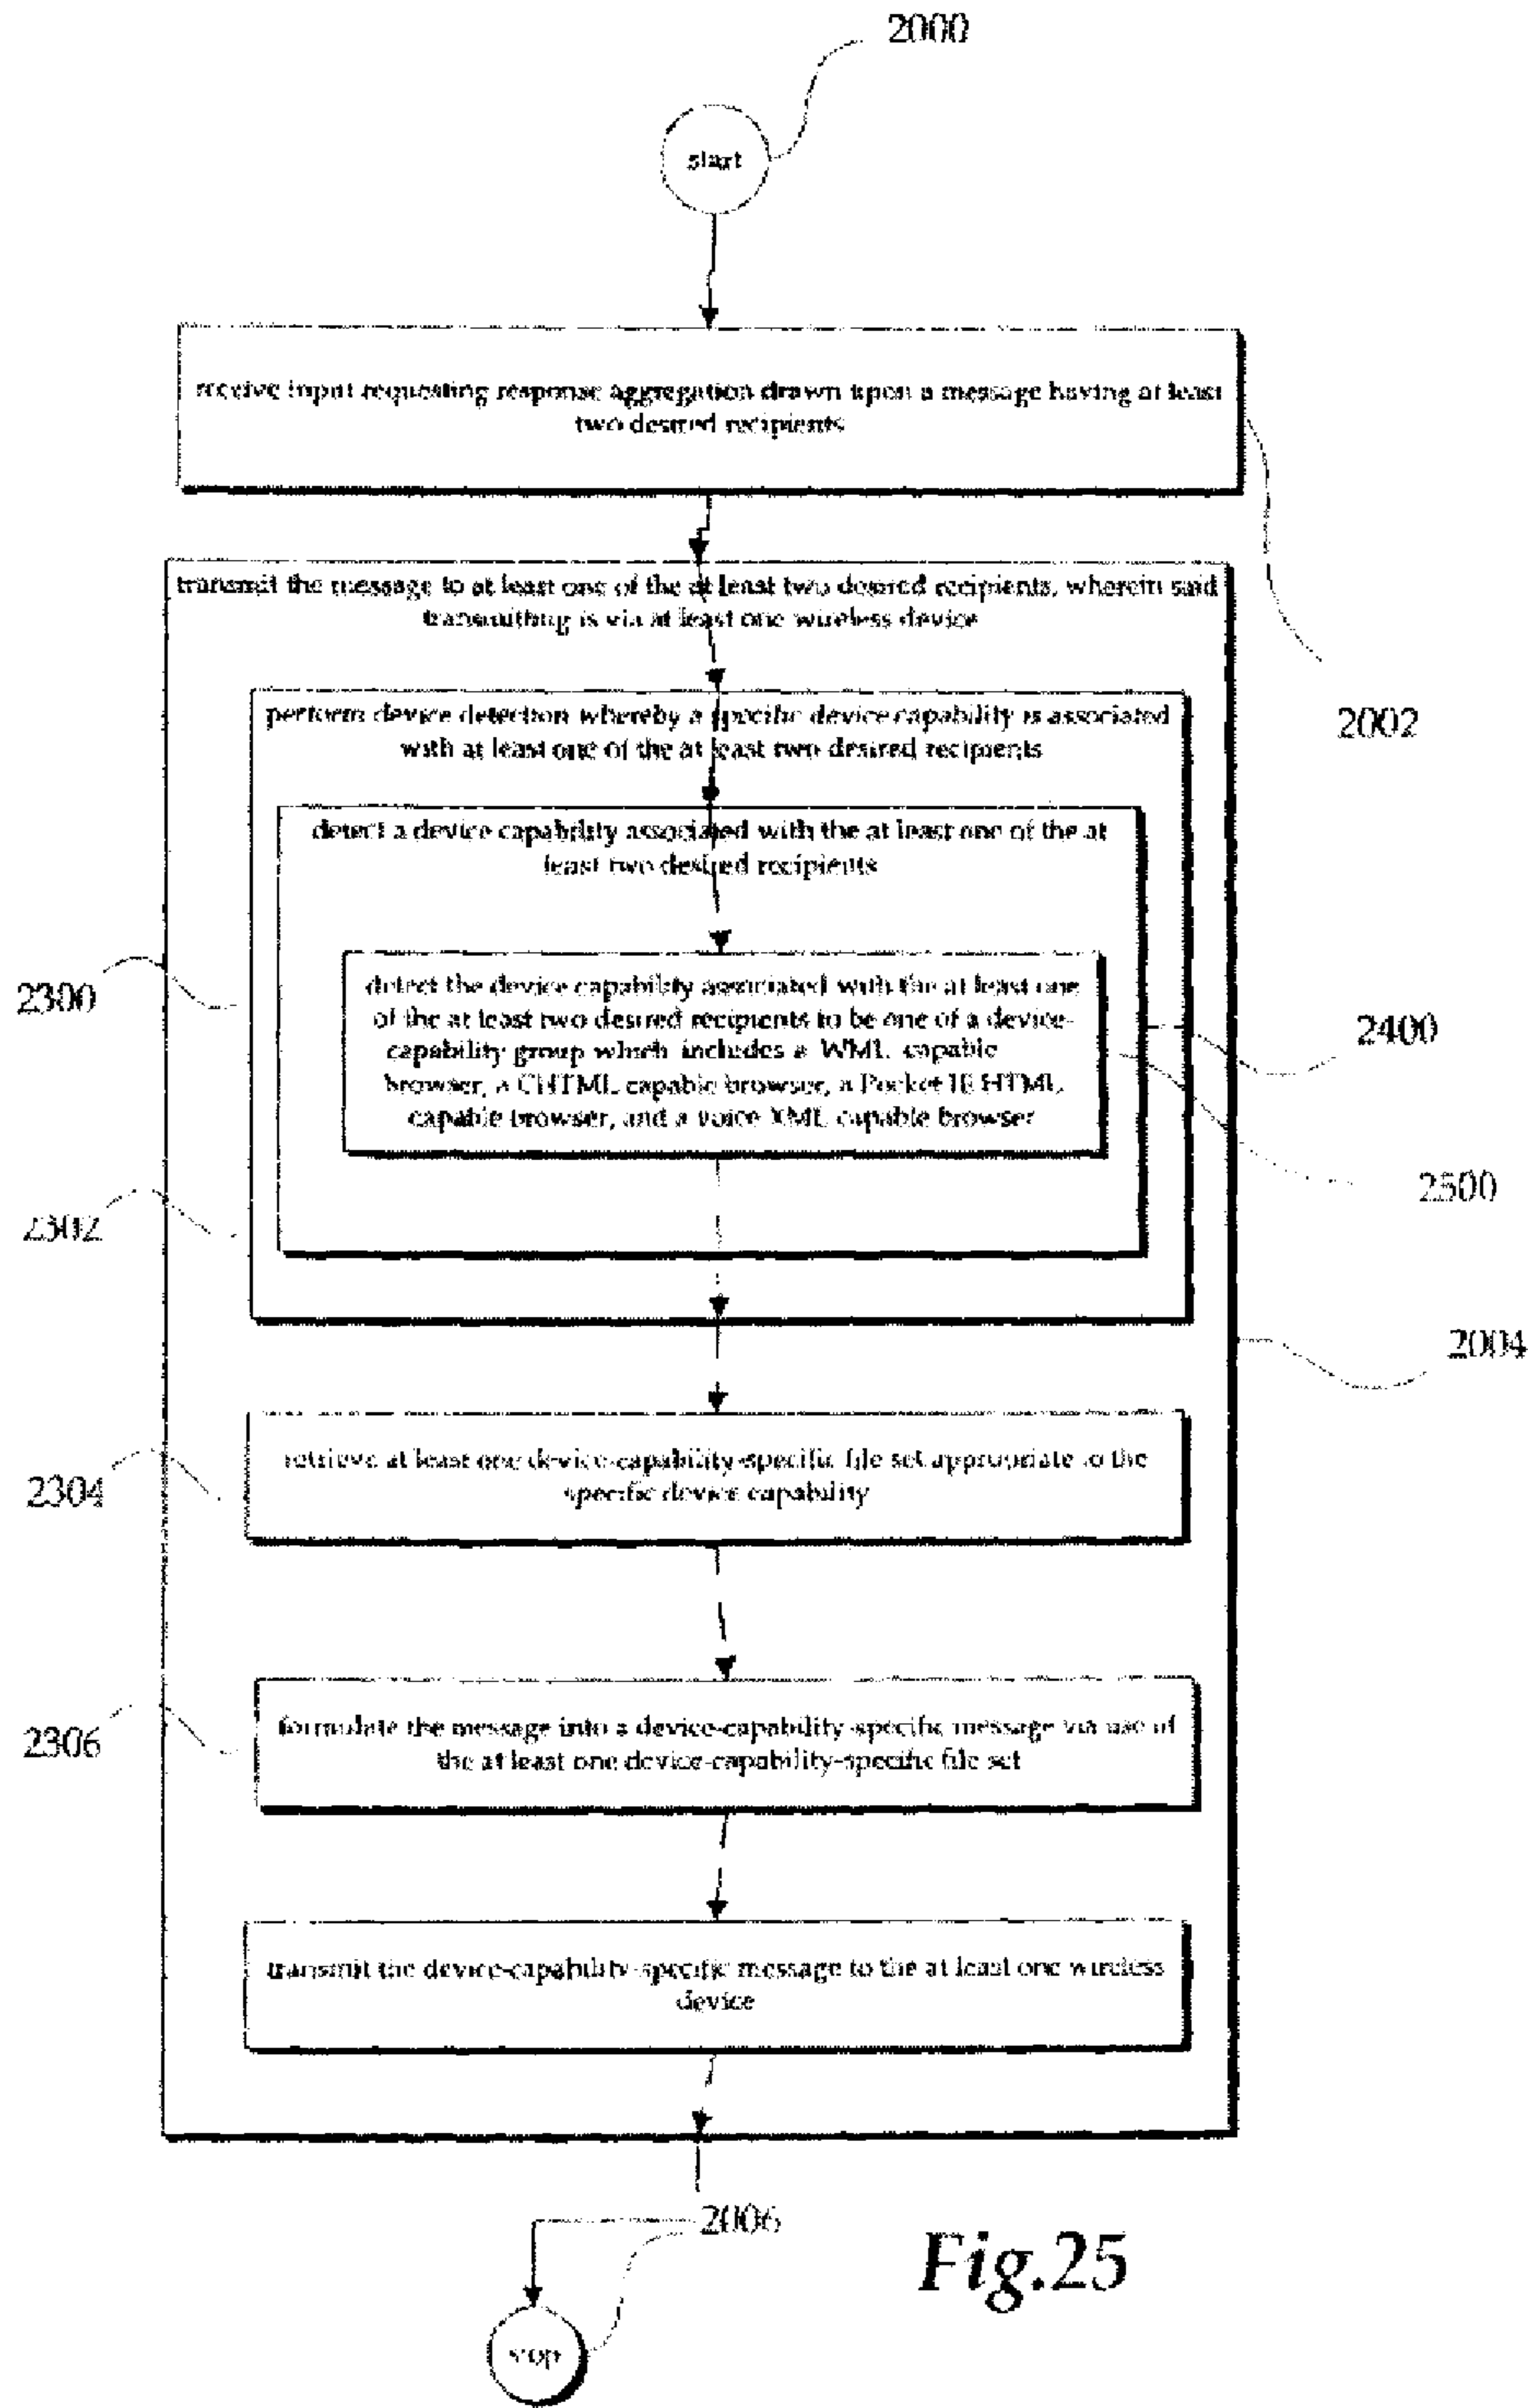 2000
start
receive input requesting response aggregation drawn upon a message having at least
two desired recipients
2002
transmit the message to at least one of the at least two desired recipients, wherein said
transmitting is via at least one wireless device
perform device detection whereby a specific device capability is associated
with at least one of the at least two desired recipients
detect a device capability associated with the at least one of the at
least two desired recipients
2300
detect the device capability associated with the at least one
of the at least two desired recipients to be one of a device-
capability group which includes a WML capable
browser, a CHTML capable browser, a Pocket IE HTML
capable browser, and a voice XML capable browser
2400
2500
2302
2004
2304
retrieve at least one device-capability-specific file set appropriate to the
specific device capability
2306
formulate the message into a device-capability-specific message via use of
the at least one device-capability-specific file set
transmit the device-capability-specific message to the at least one wireless
device
2006
Fig.25
stop